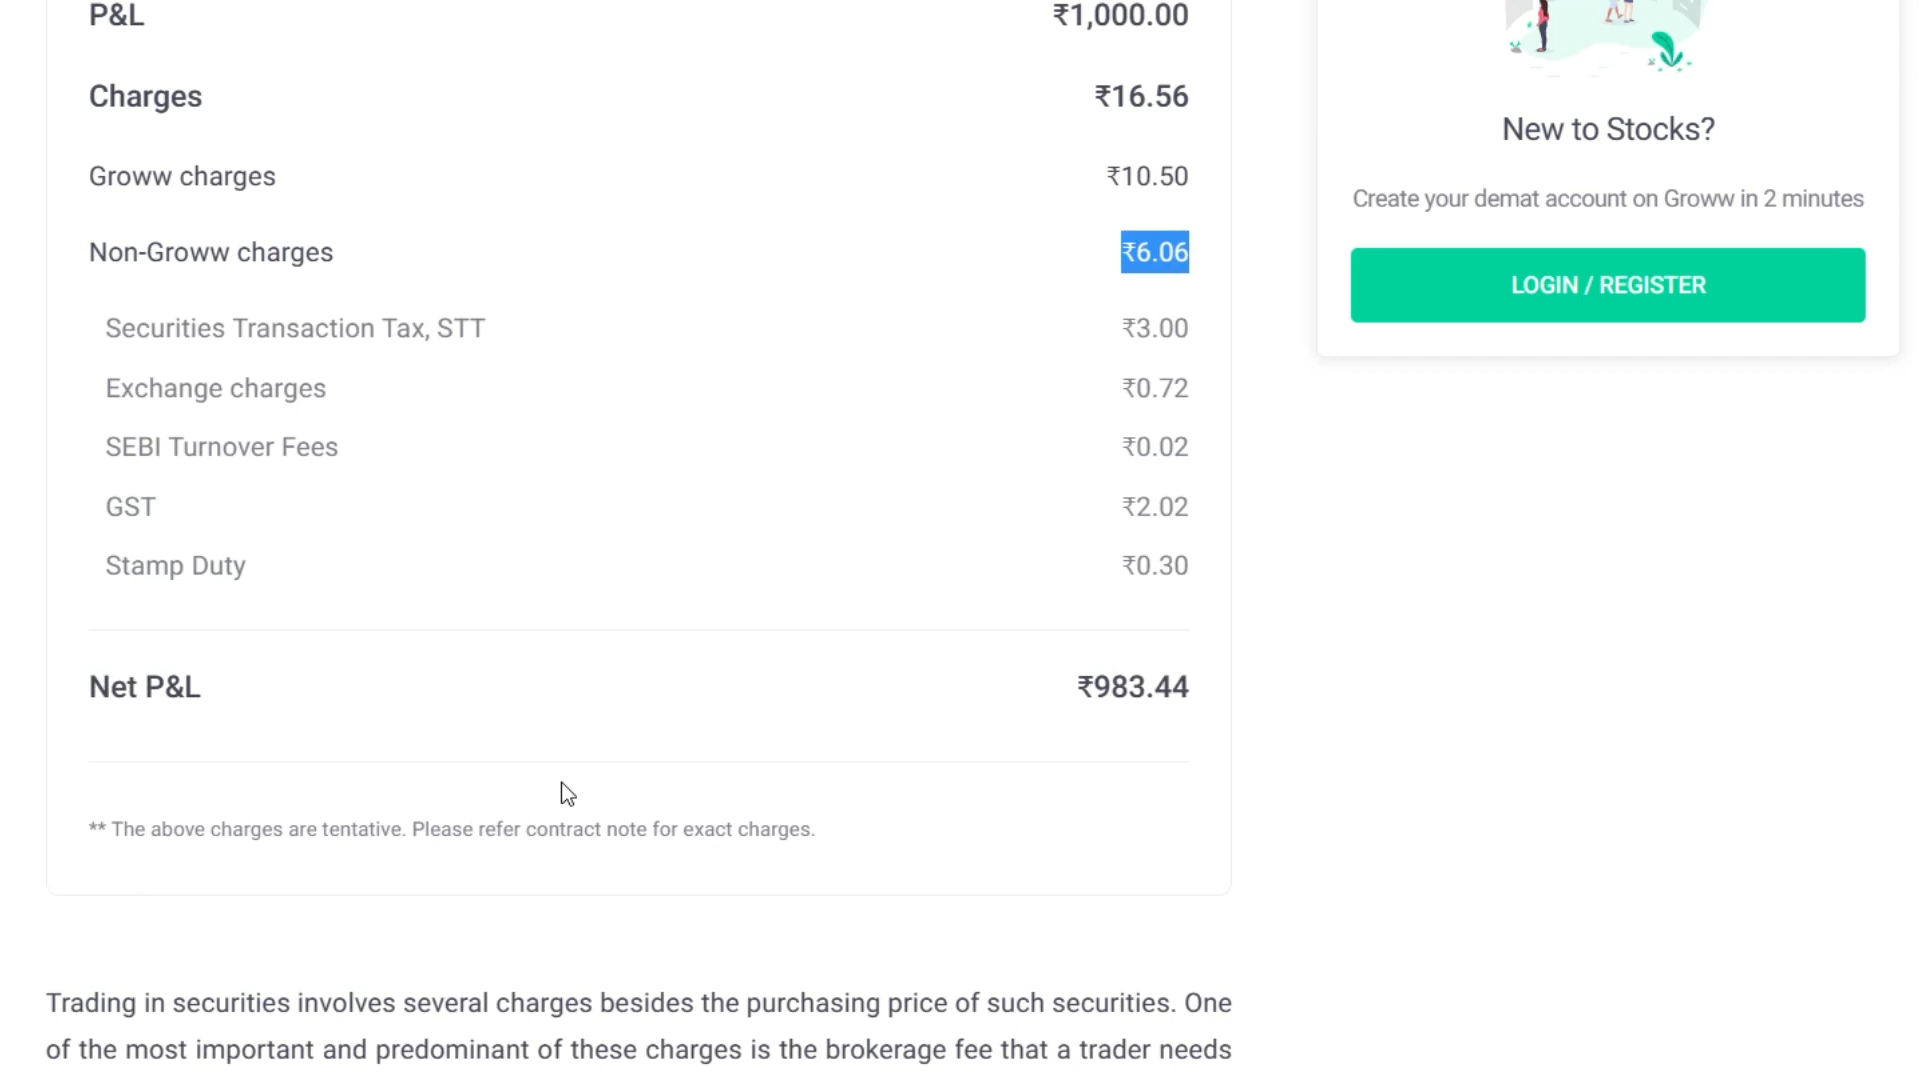 P&L ₹1,000.00
Charges ₹16.56
Groww charges ₹10.50
Non-Groww charges ₹6.06
Securities Transaction Tax, STT ₹3.00
Exchange charges ₹0.72
SEBI Turnover Fees ₹0.02
GST ₹2.02
Stamp Duty ₹0.30
Net P&L ₹983.44
** The above charges are tentative. Please refer contract note for exact charges.
Trading in securities involves several charges besides the purchasing price of such securities. One
of the most important and predominant of these charges is the brokerage fee that a trader needs
New to Stocks?
Create your demat account on Groww in 2 minutes
LOGIN / REGISTER